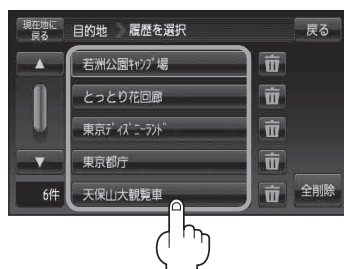 現在地に
戻る
目的地 履歴を選択
戻る
若洲公園ｷｬﾝﾌﾟ場
とっとり花回廊
東京ﾃﾞｨｽﾞﾆｰﾗﾝﾄﾞ
東京都庁
天保山大観覧車
6件
全削除